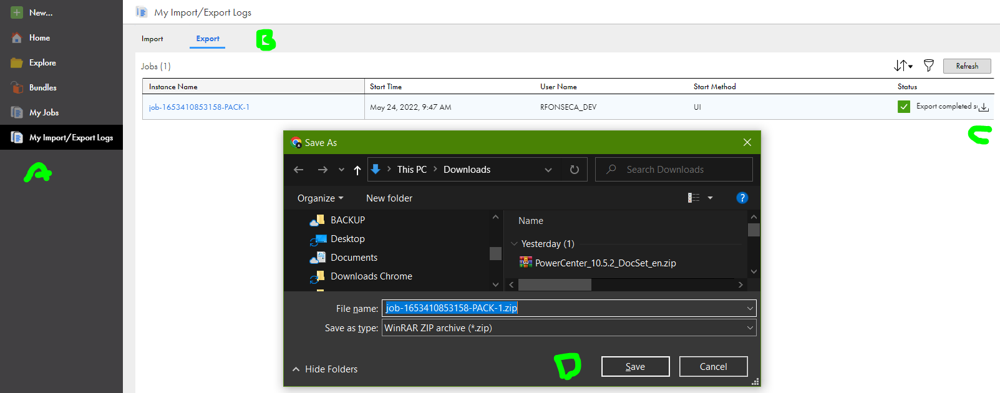 New...
Home
Explore
Bundles
My Jobs
My Import/Export Logs
A
My Import/Export Logs
Import
Export
B
Jobs (1)
Refresh
Instance Name
Start Time
User Name
Start Method
Status
job-1653410853158-PACK-1
May 24, 2022, 9:47 AM
RFONSECA_DEV
UI
Export completed s
C
Save As
This PC
Downloads
Search Downloads
Organize
New folder
?
BACKUP
Desktop
Documents
Downloads Chrome
Name
Yesterday (1)
PowerCenter_10.5.2_DocSet_en.zip
File name:
job-1653410853158-PACK-1.zip
Save as type:
WinRAR ZIP archive (*.zip)
D
Hide Folders
Save
Cancel